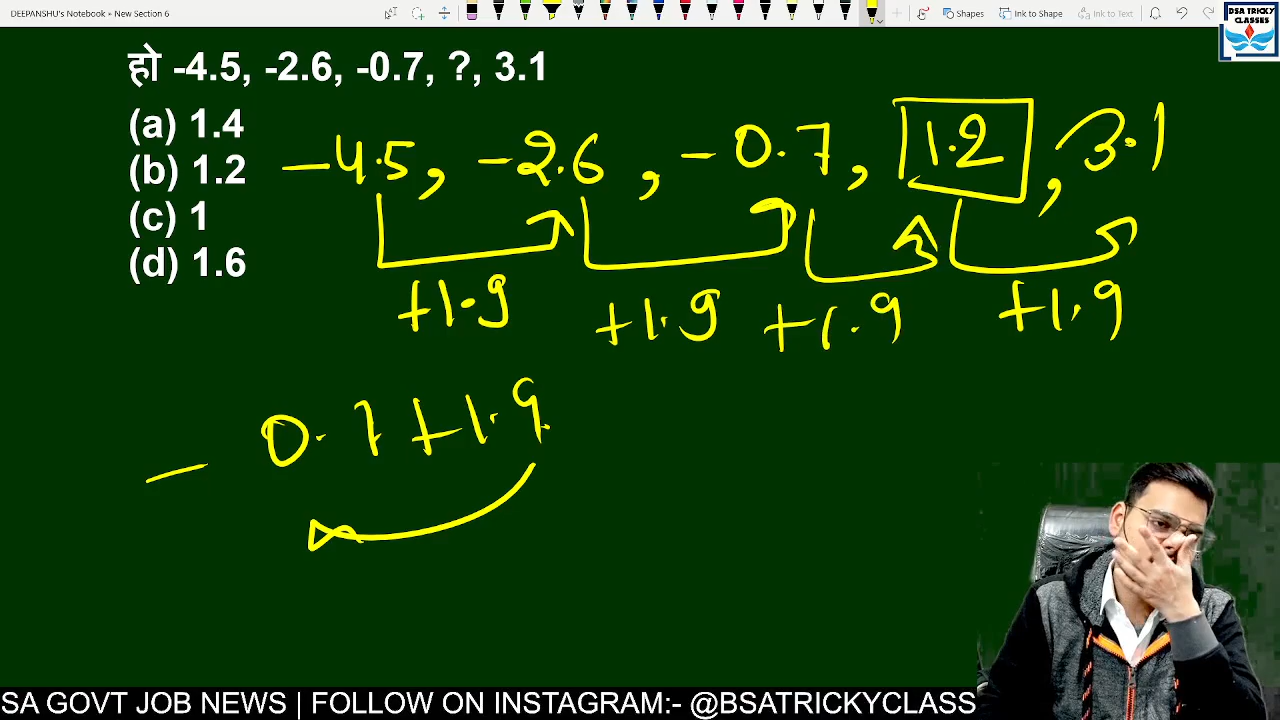 DEEPANSHU's Notebook ▸ New Section 6
Shapes
Ink to Shape
Ink to Text
DSA TRICKY
CLASSES
हो -4.5, -2.6, -0.7, ?, 3.1
(a) 1.4
(b) 1.2
(c) 1
(d) 1.6
-4.5, -2.6, -0.7, 1.2, 3.1
+1.9 +1.9 +1.9 +1.9
- 0.7+1.9
SA GOVT JOB NEWS | FOLLOW ON INSTAGRAM:- @BSATRICKYCLASS